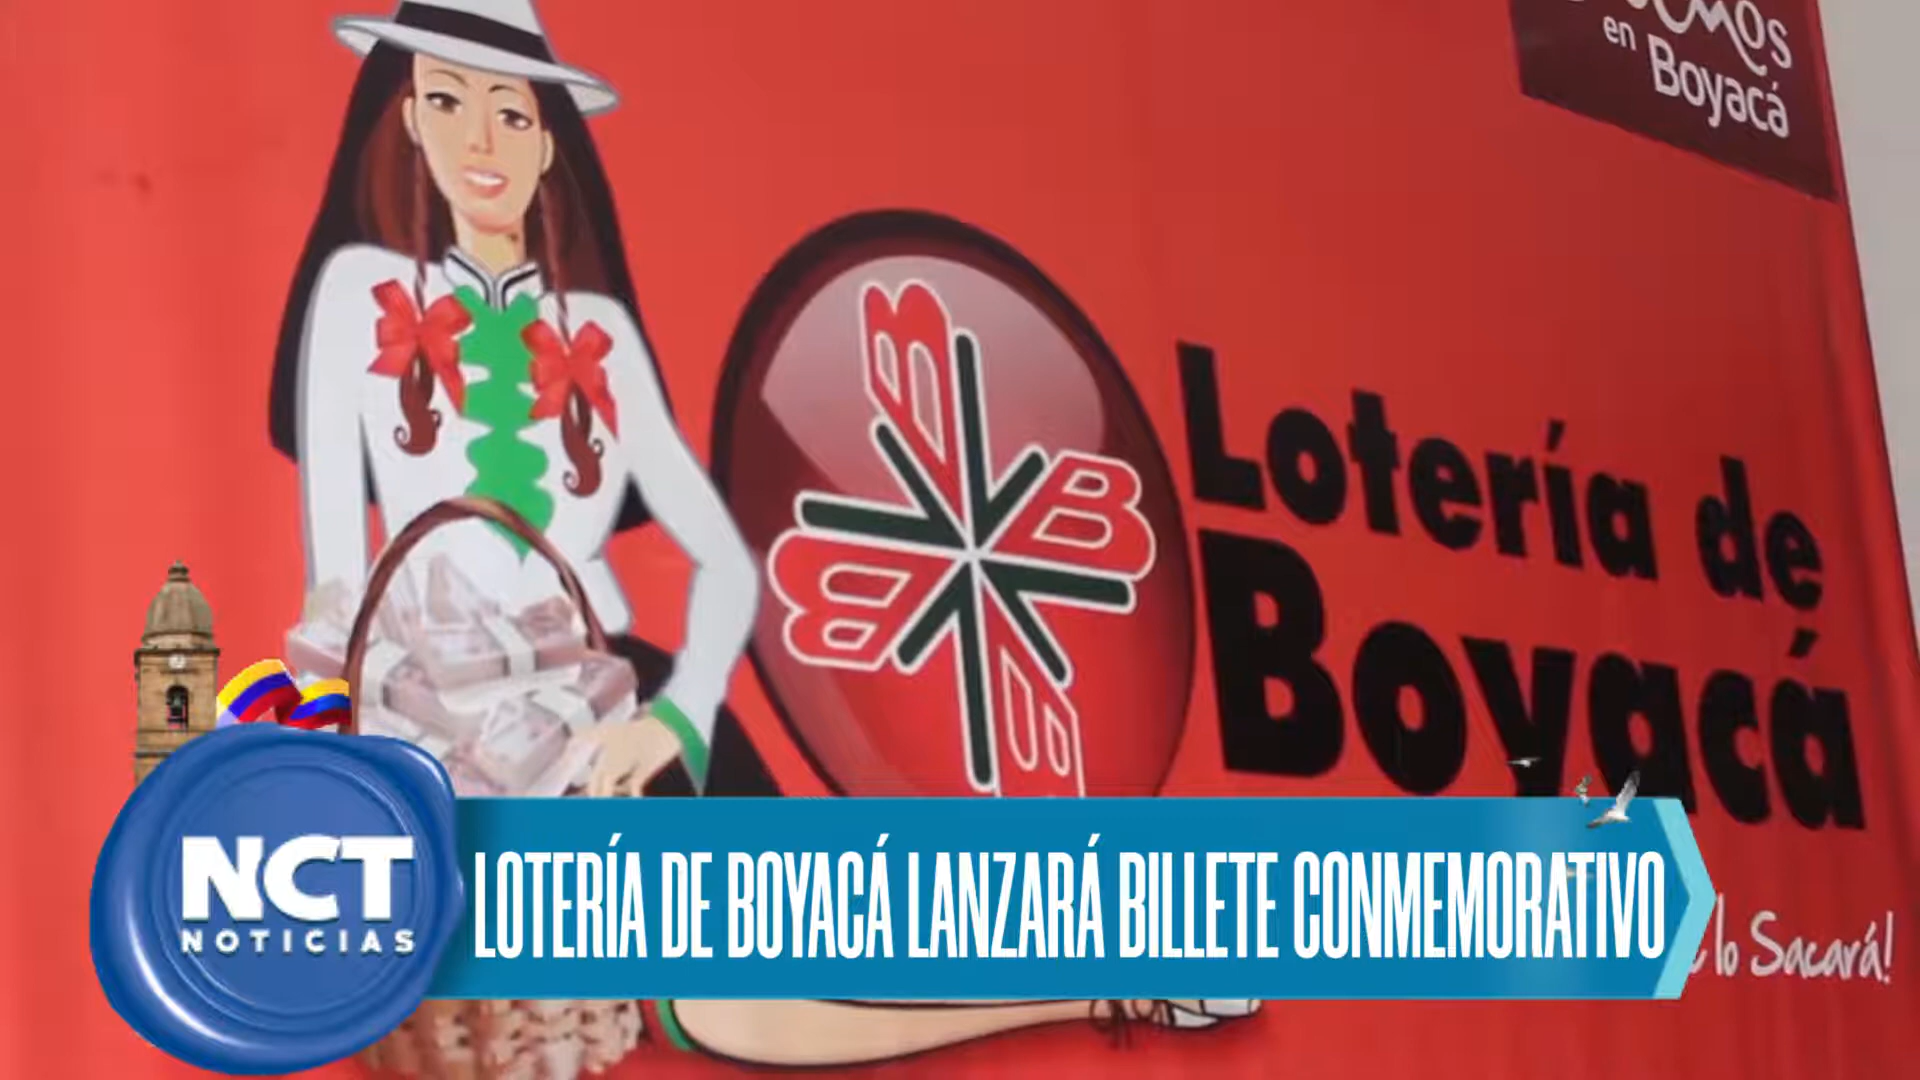 en
Boyacá
Lotería de
Boyacá
lo Sacará!
NCT
NOTICIAS
LOTERÍA DE BOYACÁ LANZARÁ BILLETE CONMEMORATIVO